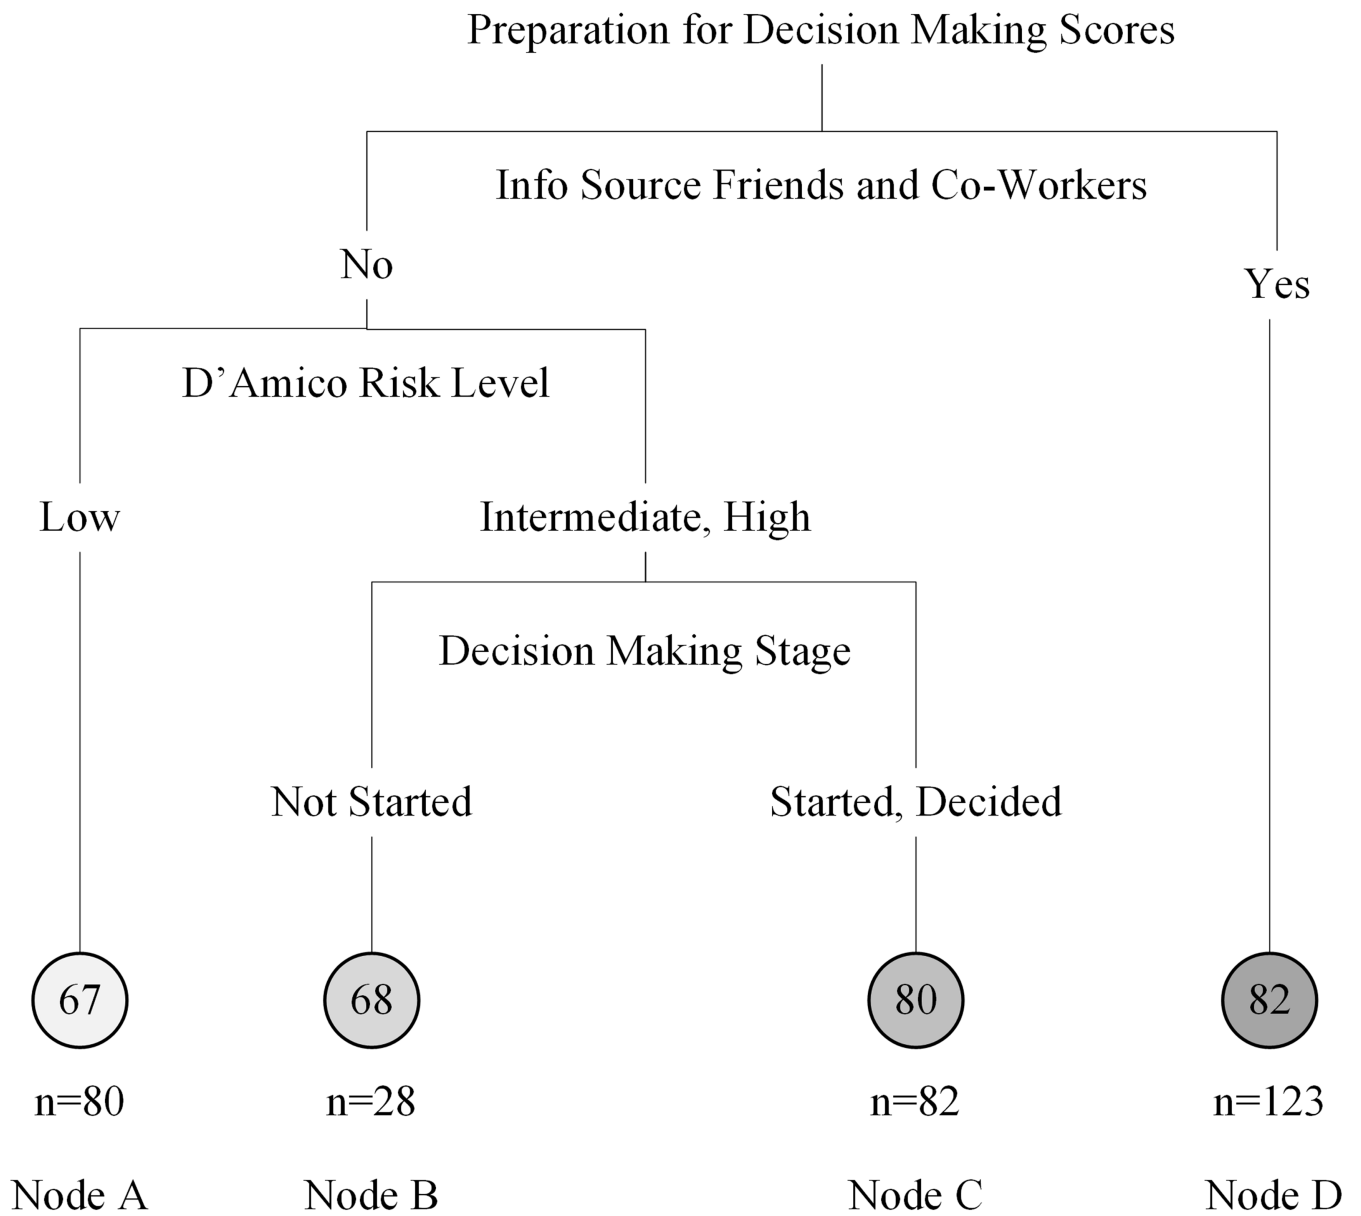 Preparation for Decision Making Scores
Info Source Friends and Co-Workers
No
Yes
D’Amico Risk Level
Low
Intermediate, High
Decision Making Stage
Not Started
Started, Decided
67
68
80
82
n=80
n=28
n=82
n=123
Node A
Node B
Node C
Node D